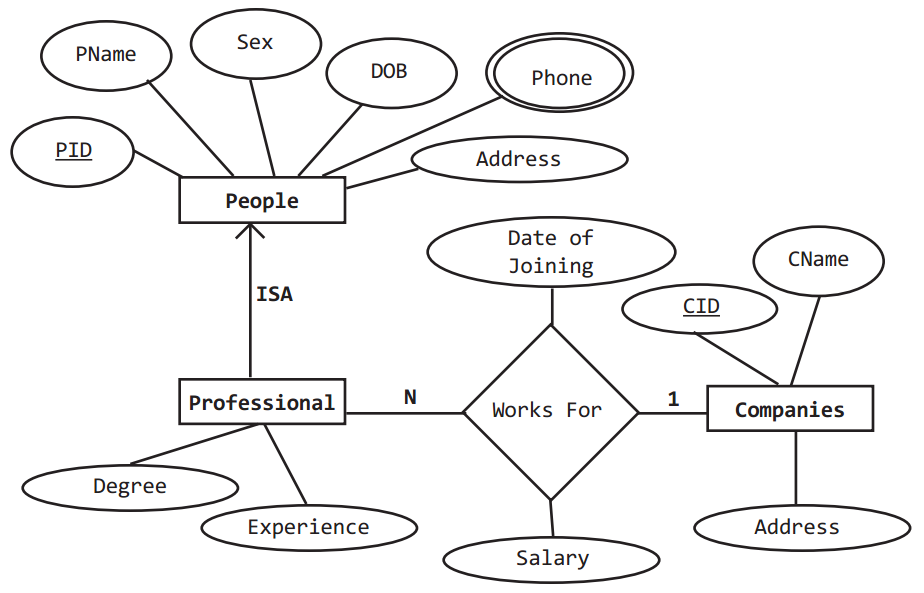 PName
Sex
DOB
Phone
PID
Address
People
Date of
Joining
CName
ISA
CID
Professional
N
Works For
1
Companies
Degree
Experience
Salary
Address